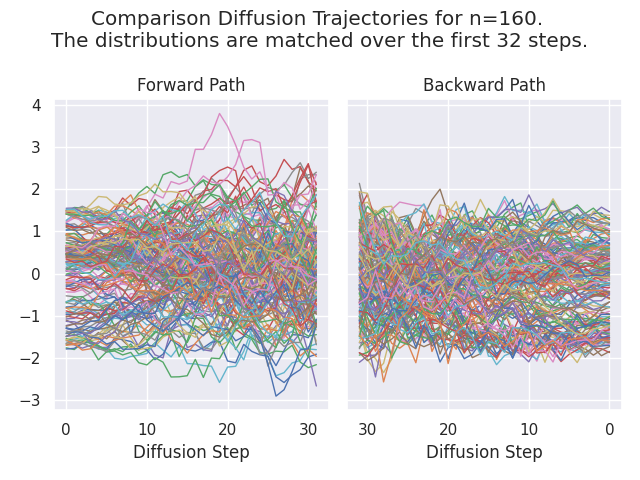 Comparison Diffusion Trajectories for n=160.
The distributions are matched over the first 32 steps.
Forward Path
Backward Path
4
3
2
1
0
−1
−2
−3
0
10
20
30
30
20
10
0
Diffusion Step
Diffusion Step